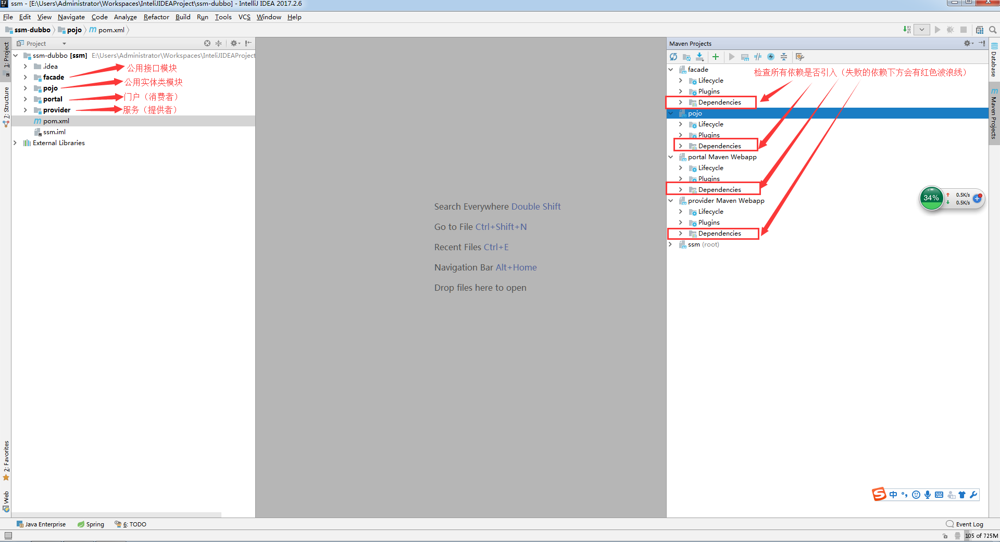 ssm - [E:\Users\Administrator\Workspaces\InteliJIDEAProject\ssm-dubbo] - IntelliJ IDEA 2017.2.6
File Edit View Navigate Code Analyze Refactor Build Run Tools VCS Window Help
ssm-dubbo pojo pom.xml
Project
ssm-dubbo [ssm] E:\Users\Administrator\Workspaces\InteliJIDEAProject
.idea
facade
pojo
portal
provider
pom.xml
ssm.iml
External Libraries
公用接口模块
公用实体类模块
门户（消费者）
服务（提供者）
1: Project
7: Structure
2: Favorites
Web
Search Everywhere Double Shift
Go to File Ctrl+Shift+N
Recent Files Ctrl+E
Navigation Bar Alt+Home
Drop files here to open
Maven Projects
检查所有依赖是否引入（失败的依赖下方会有红色波浪线）
facade
Lifecycle
Plugins
Dependencies
pojo
Lifecycle
Plugins
Dependencies
portal Maven Webapp
Lifecycle
Plugins
Dependencies
provider Maven Webapp
Lifecycle
Plugins
Dependencies
ssm (root)
Database
Maven Projects
34%
0.5K/s
0.5K/s
中
Java Enterprise Spring 6: TODO
Event Log
105 of 725M